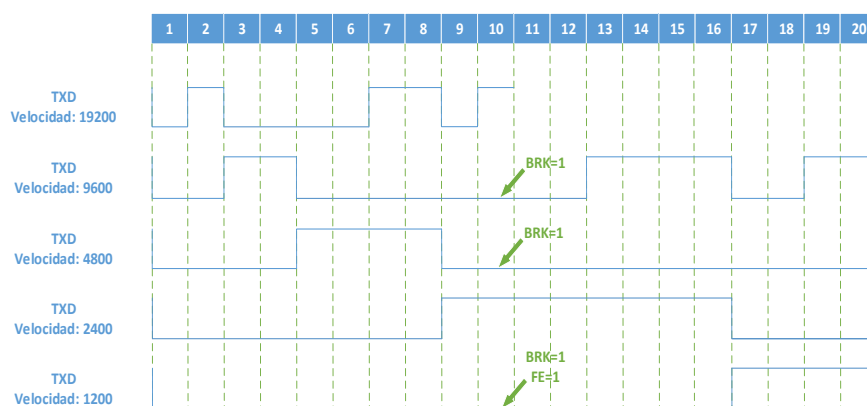 1 2 3 4 5 6 7 8 9 10 11 12 13 14 15 16 17 18 19 20
TXD
Velocidad: 19200
TXD
Velocidad: 9600
BRK=1
TXD
Velocidad: 4800
BRK=1
TXD
Velocidad: 2400
TXD
Velocidad: 1200
BRK=1
FE=1